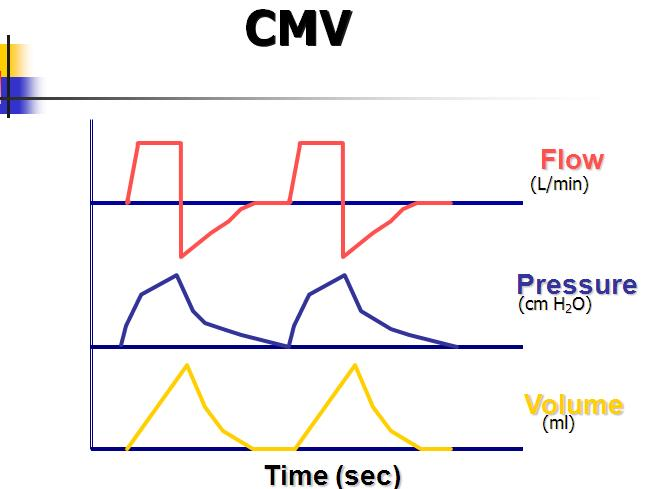 CMV
Flow
(L/min)
Pressure
(cm H₂O)
Volume
(ml)
Time (sec)